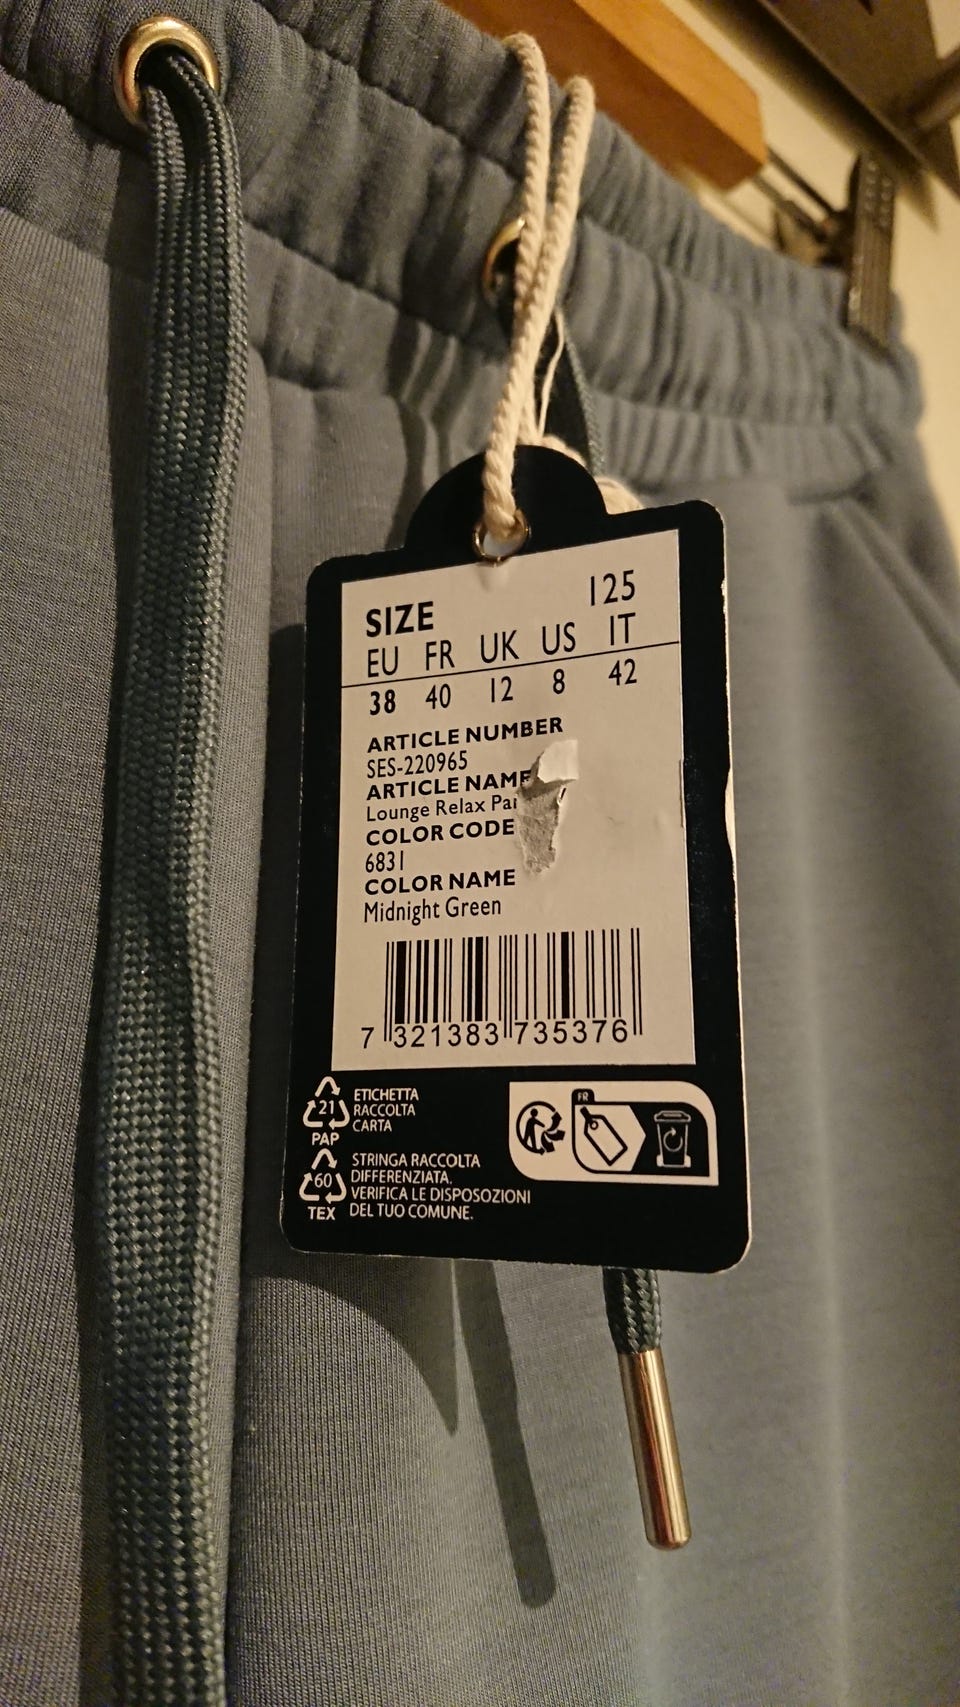 SIZE 125
EU FR UK US IT
38 40 12 8 42
ARTICLE NUMBER
SES-220965
ARTICLE NAME
Lounge Relax
COLOR CODE
6831
COLOR NAME
Midnight Green
7 321383 735376
21
PAP
ETICHETTA
RACCOLTA
CARTA
60
TEX
STRINGA RACCOLTA
DIFFERENZIATA.
VERIFICA LE DISPOSOZIONI
DEL TUO COMUNE.
FR